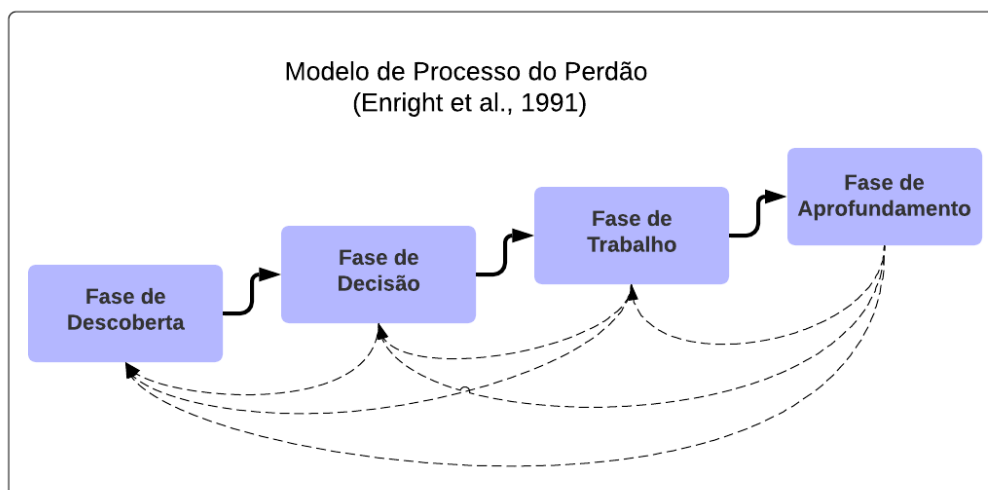 Modelo de Processo do Perdão
(Enright et al., 1991)
Fase de
Descoberta
Fase de
Decisão
Fase de
Trabalho
Fase de
Aprofundamento